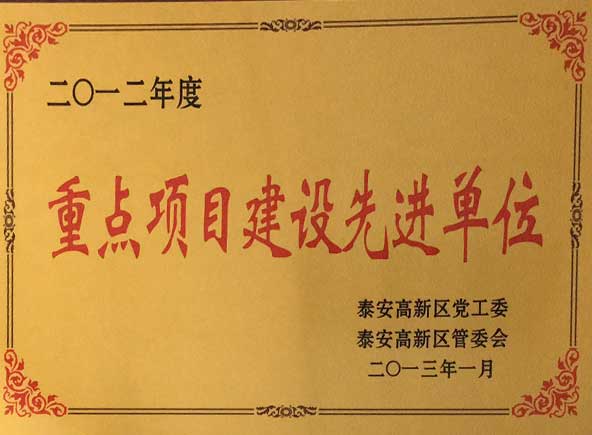 二〇一二年度
重点项目建设先进单位
泰安高新区党工委
泰安高新区管委会
二〇一三年一月